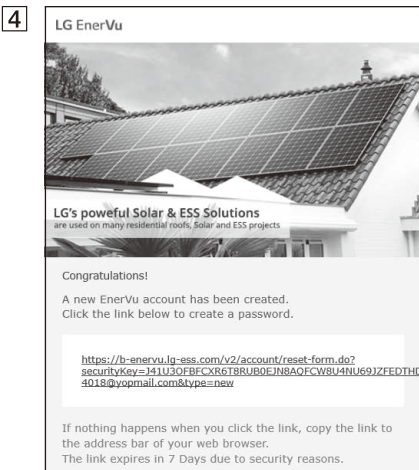 4
LG EnerVu
LG's poweful Solar & ESS Solutions
are used on many residential roofs, Solar and ESS projects
Congratulations!
A new EnerVu account has been created.
Click the link below to create a password.
https://b-enervu.lg-ess.com/v2/account/reset-form.do?
securityKey=J41U3OFBFCXR6T8RUB0EJN8AQFCW8U4NU69JZFEDTHD
4018@yopmail.com&type=new
If nothing happens when you click the link, copy the link to
the address bar of your web browser.
The link expires in 7 Days due to security reasons.